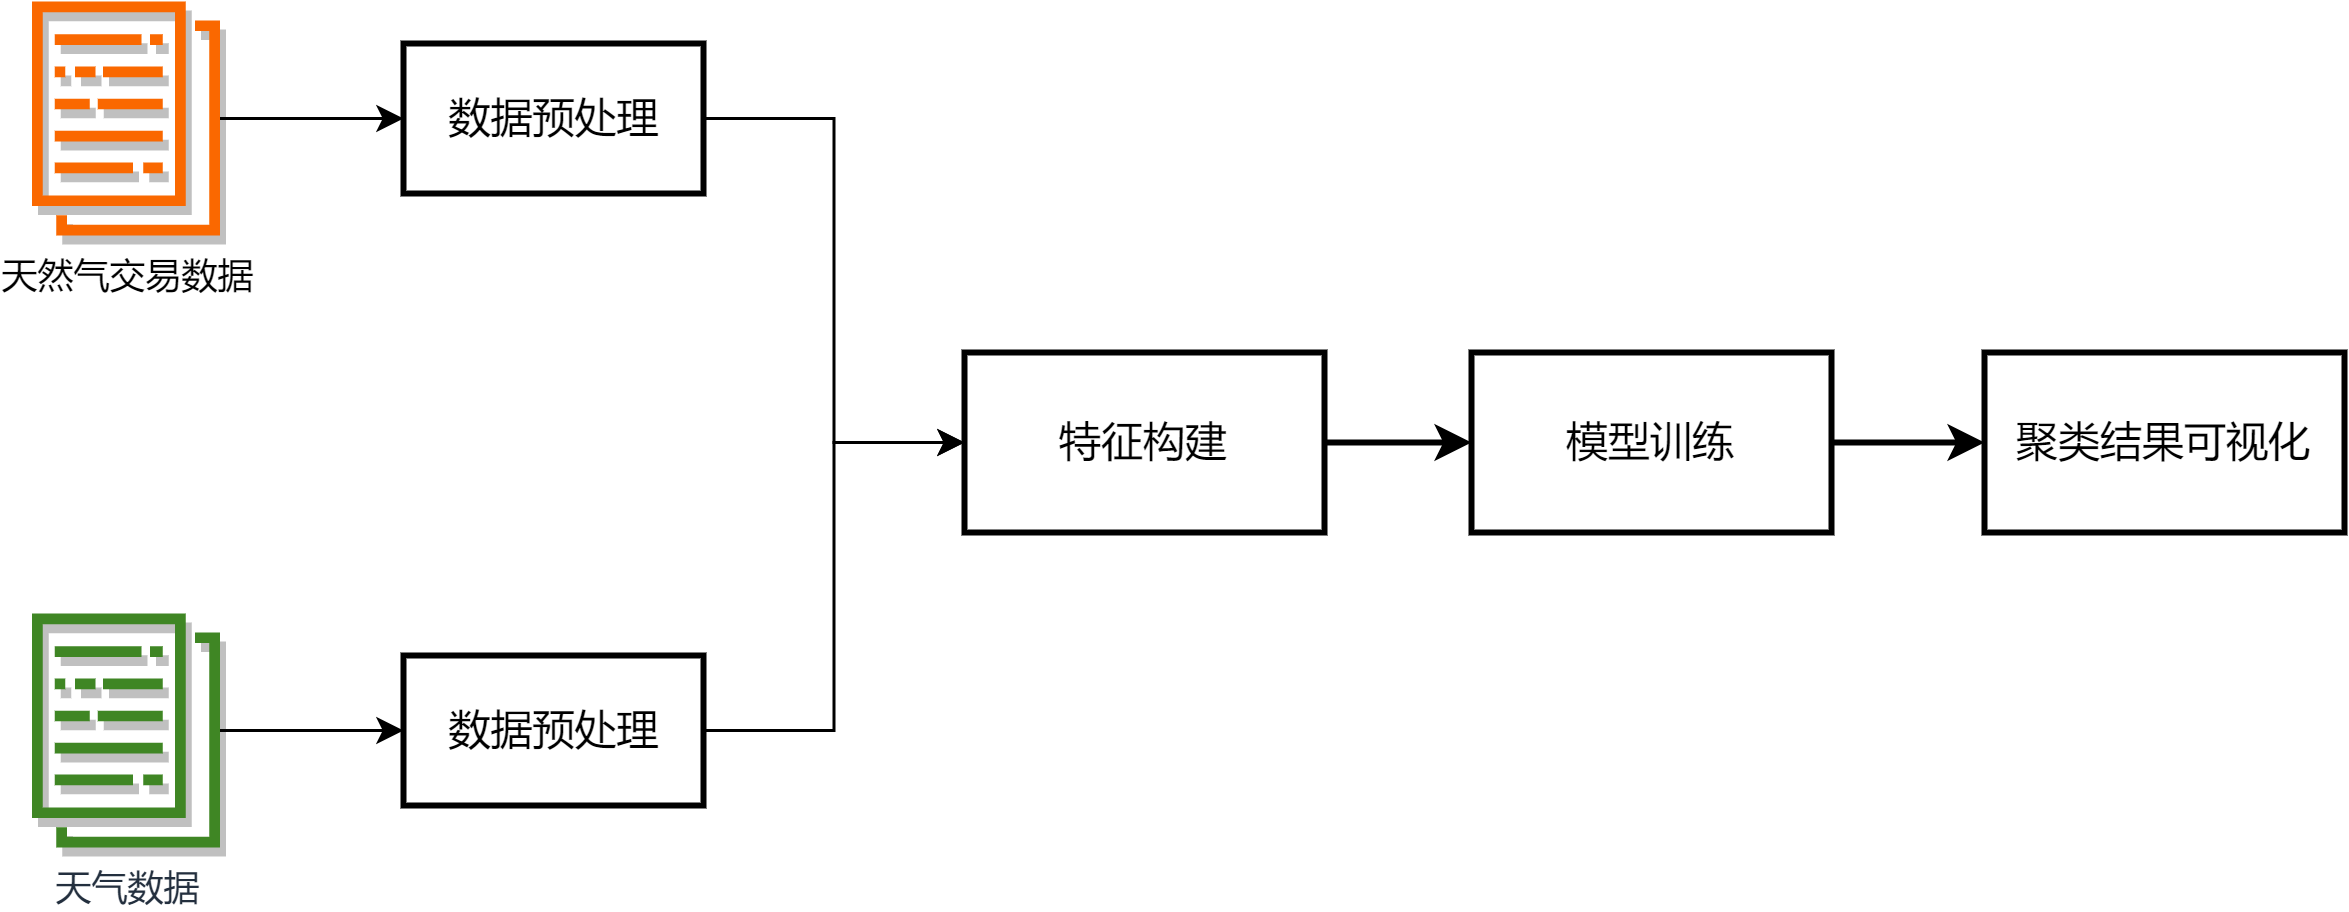 数据预处理
天然气交易数据
特征构建
模型训练
聚类结果可视化
数据预处理
天气数据